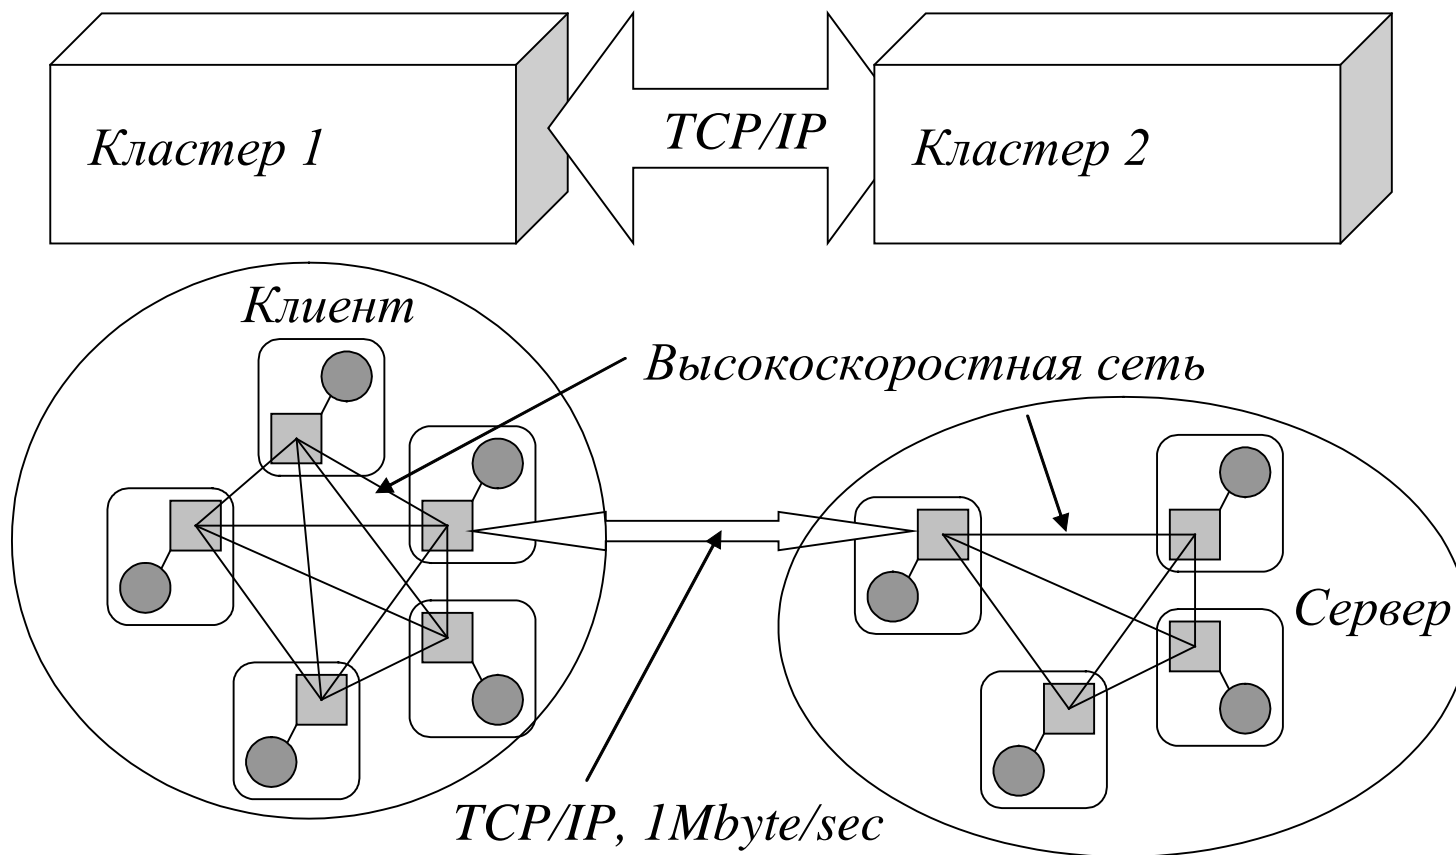 Кластер 1
TCP/IP
Кластер 2
Клиент
Высокоскоростная сеть
Сервер
TCP/IP, 1Mbyte/sec